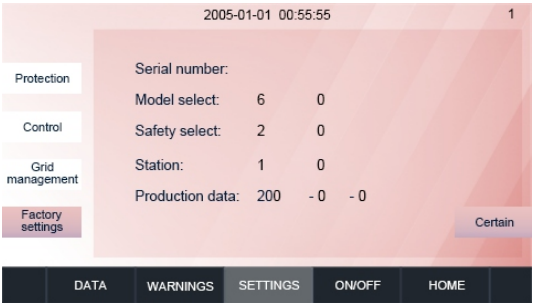 2005-01-01 00:55:55 1
Protection
Control
Grid
management
Factory
settings
Serial number:
Model select: 6 0
Safety select: 2 0
Station: 1 0
Production data: 200 - 0 - 0
Certain
DATA WARNINGS SETTINGS ON/OFF HOME